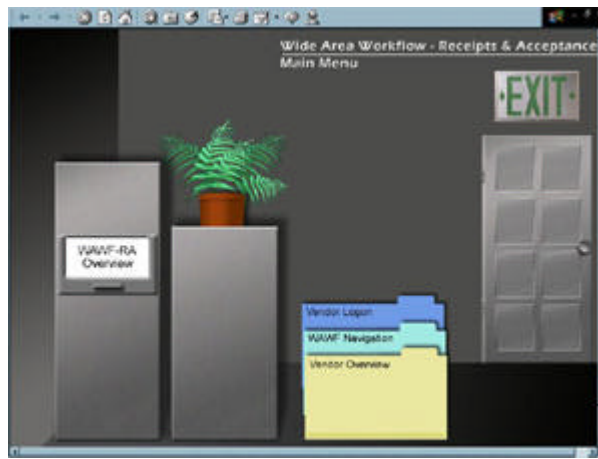 Wide Area Workflow - Receipts & Acceptance
Main Menu
EXIT
WAWF-RA
Overview
Vendor Logon
WAWF Navigation
Vendor Overview